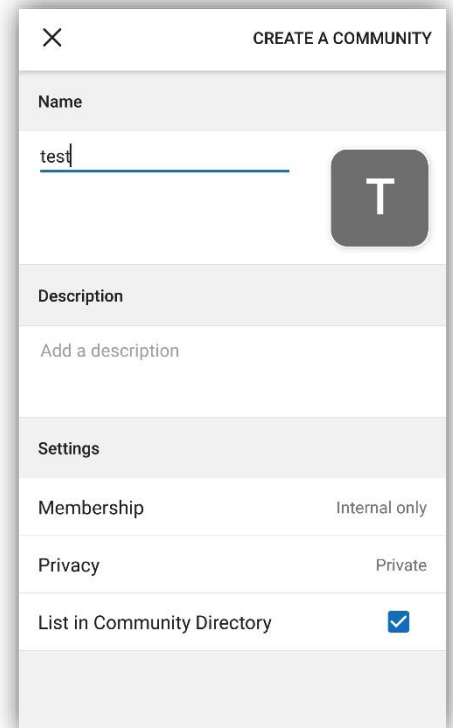 CREATE A COMMUNITY
Name
test
T
Description
Add a description
Settings
Membership Internal only
Privacy Private
List in Community Directory